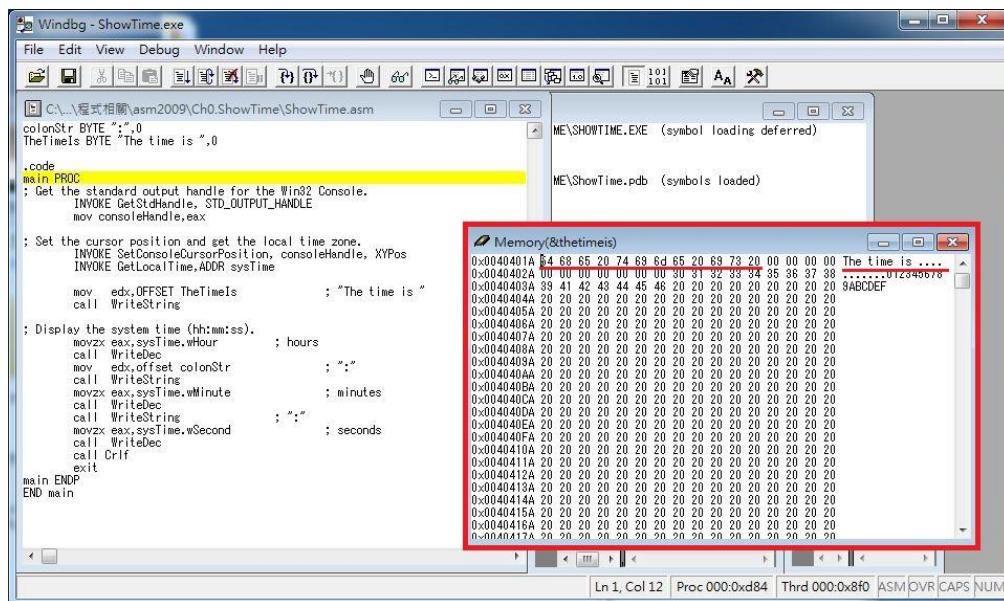 Windbg - ShowTime.exe
File Edit View Debug Window Help
C:\...\程式相關\asm2009\Ch0.ShowTime\ShowTime.asm
colonStr BYTE ":",0
TheTimeIs BYTE "The time is ",0
.code
main PROC
; Get the standard output handle for the Win32 Console.
INVOKE GetStdHandle, STD_OUTPUT_HANDLE
mov consoleHandle,eax
; Set the cursor position and get the local time zone.
INVOKE SetConsoleCursorPosition, consoleHandle, XYPos
INVOKE GetLocalTime,ADDR sysTime
mov edx,OFFSET TheTimeIs ; "The time is "
call WriteString
; Display the system time (hh:mm:ss).
movzx eax,sysTime.wHour ; hours
call WriteDec
mov edx,offset colonStr ; ":"
call WriteString
movzx eax,sysTime.wMinute ; minutes
call WriteDec
call WriteString ; ":"
movzx eax,sysTime.wSecond ; seconds
call WriteDec
call Crlf
exit
main ENDP
END main
ME\SHOWTIME.EXE (symbol loading deferred)
ME\ShowTime.pdb (symbols loaded)
Memory(&thetimeis)
0x0040401A 54 68 65 20 74 69 6d 65 20 69 73 20 00 00 00 00 The time is ....
0x0040402A 00 00 00 00 00 00 00 30 31 32 33 34 35 36 37 38 .......012345678
0x0040403A 39 41 42 43 44 45 46 20 20 20 20 20 20 20 20 20 9ABCDEF
0x0040404A 20 20 20 20 20 20 20 20 20 20 20 20 20 20 20 20
0x0040405A 20 20 20 20 20 20 20 20 20 20 20 20 20 20 20 20
0x0040406A 20 20 20 20 20 20 20 20 20 20 20 20 20 20 20 20
0x0040407A 20 20 20 20 20 20 20 20 20 20 20 20 20 20 20 20
0x0040408A 20 20 20 20 20 20 20 20 20 20 20 20 20 20 20 20
0x0040409A 20 20 20 20 20 20 20 20 20 20 20 20 20 20 20 20
0x004040AA 20 20 20 20 20 20 20 20 20 20 20 20 20 20 20 20
0x004040BA 20 20 20 20 20 20 20 20 20 20 20 20 20 20 20 20
0x004040CA 20 20 20 20 20 20 20 20 20 20 20 20 20 20 20 20
0x004040DA 20 20 20 20 20 20 20 20 20 20 20 20 20 20 20 20
0x004040EA 20 20 20 20 20 20 20 20 20 20 20 20 20 20 20 20
0x004040FA 20 20 20 20 20 20 20 20 20 20 20 20 20 20 20 20
0x0040410A 20 20 20 20 20 20 20 20 20 20 20 20 20 20 20 20
0x0040411A 20 20 20 20 20 20 20 20 20 20 20 20 20 20 20 20
0x0040412A 20 20 20 20 20 20 20 20 20 20 20 20 20 20 20 20
0x0040413A 20 20 20 20 20 20 20 20 20 20 20 20 20 20 20 20
0x0040414A 20 20 20 20 20 20 20 20 20 20 20 20 20 20 20 20
0x0040415A 20 20 20 20 20 20 20 20 20 20 20 20 20 20 20 20
0x0040416A 20 20 20 20 20 20 20 20 20 20 20 20 20 20 20 20
0x0040417A 20 20 20 20 20 20 20 20 20 20 20 20 20 20 20 20
Ln 1, Col 12 Proc 000:0xd84 Thrd 000:0x8f0 ASM OVR CAPS NUM